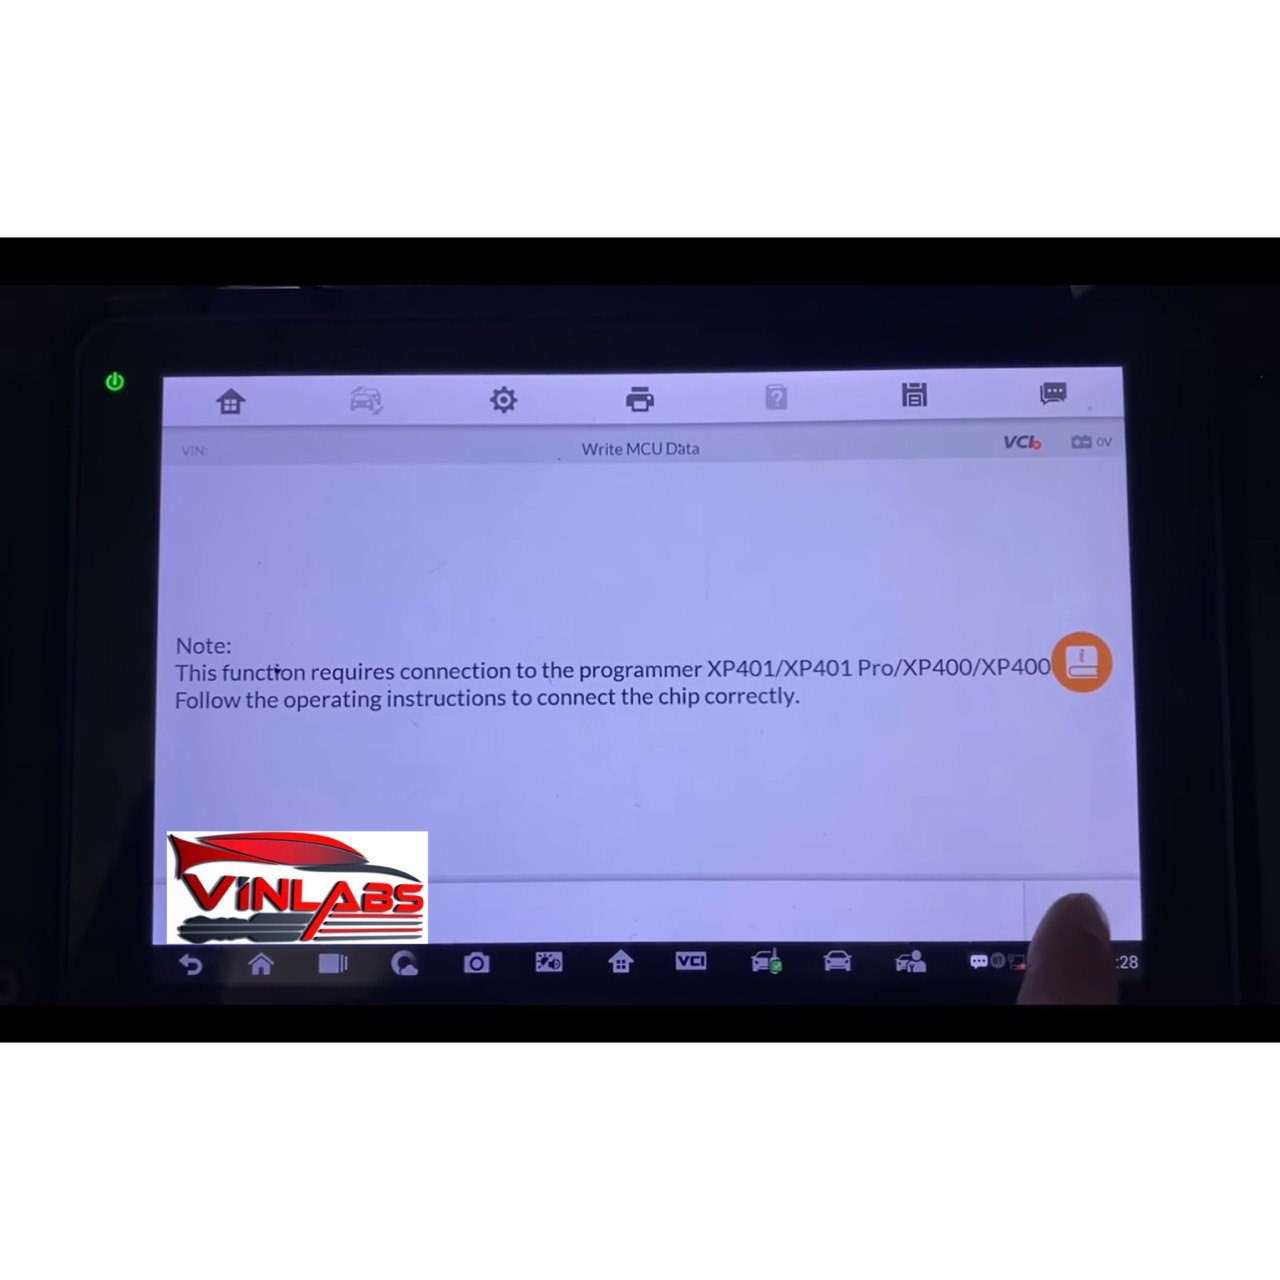 VIN:
Write MCU Data
VCI
0V
Note:
This function requires connection to the programmer XP401/XP401 Pro/XP400/XP400
Follow the operating instructions to connect the chip correctly.
ViNLABS
VCI
:28